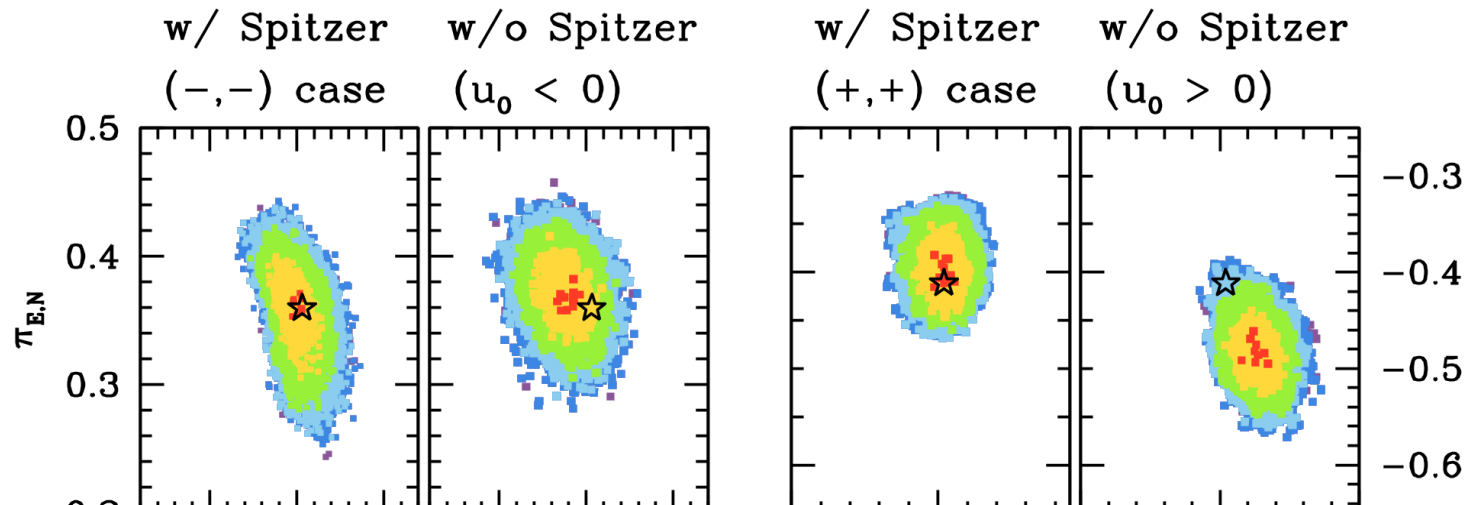 w/ Spitzer w/o Spitzer w/ Spitzer w/o Spitzer
(−,−) case (u₀ < 0) (+,+) case (u₀ > 0)
0.5
−0.3
0.4
−0.4
π_E,N
0.3
−0.5
−0.6